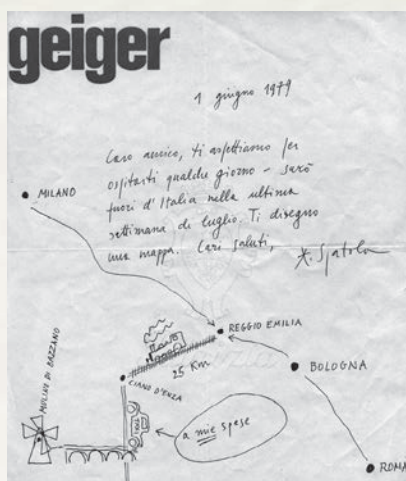 geiger
1 giugno 1979
Caro amico, ti aspettiamo per
ospitarti qualche giorno – sarò
fuori d'Italia nella ultima
settimana di luglio. Ti disegno
una mappa. Cari saluti,
A. Spatola
MILANO
REGGIO EMILIA
25 Km
BOLOGNA
CIANO D'ENZA
MULINO DI BAZZANO
TAXI
a mie spese
ROMA